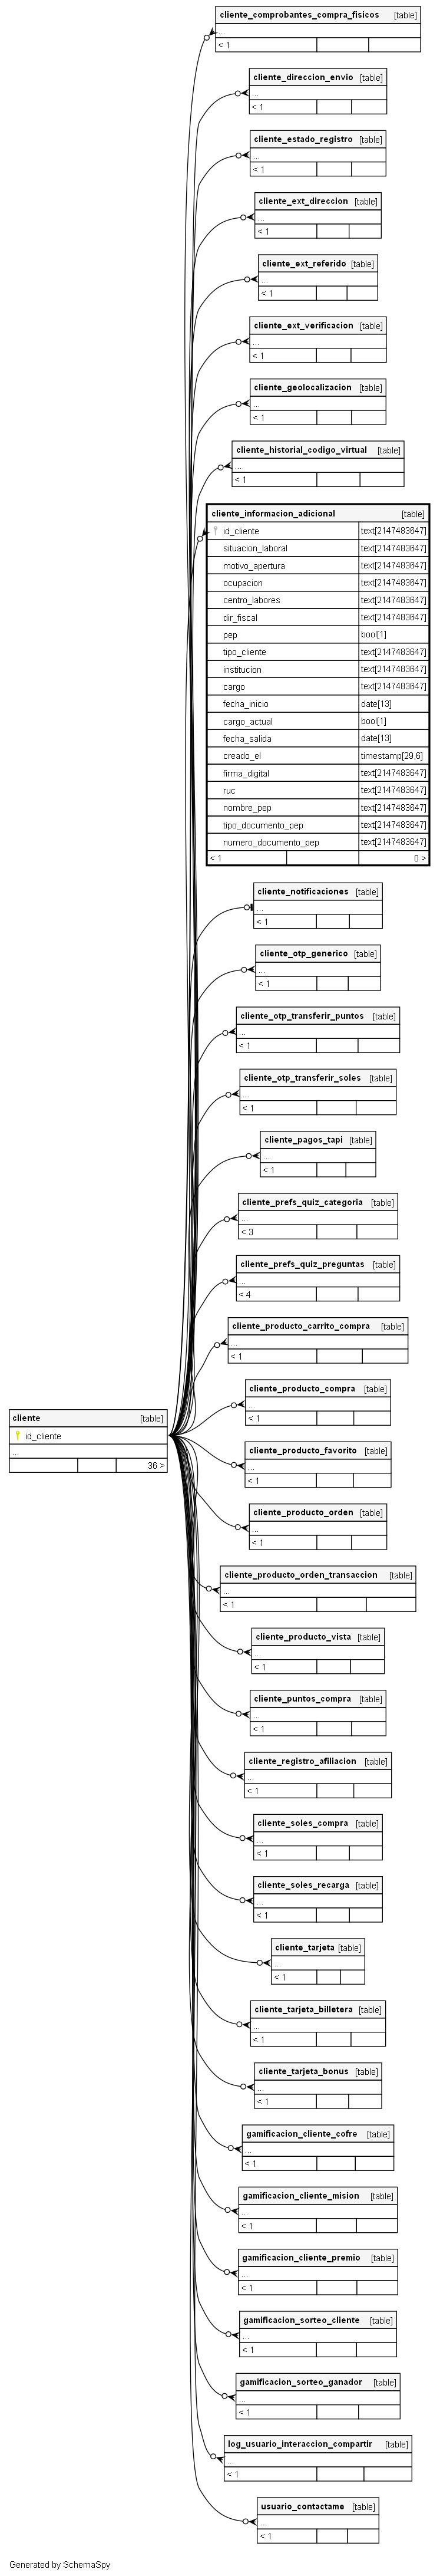 cliente_comprobantes_compra_fisicos [table]
...
< 1
cliente_direccion_envio [table]
...
< 1
cliente_estado_registro [table]
...
< 1
cliente_ext_direccion [table]
...
< 1
cliente_ext_referido [table]
...
< 1
cliente_ext_verificacion [table]
...
< 1
cliente_geolocalizacion [table]
...
< 1
cliente_historial_codigo_virtual [table]
...
< 1
cliente_informacion_adicional [table]
id_cliente text[2147483647]
situacion_laboral text[2147483647]
motivo_apertura text[2147483647]
ocupacion text[2147483647]
centro_labores text[2147483647]
dir_fiscal text[2147483647]
pep bool[1]
tipo_cliente text[2147483647]
institucion text[2147483647]
cargo text[2147483647]
fecha_inicio date[13]
cargo_actual bool[1]
fecha_salida date[13]
creado_el timestamp[29,6]
firma_digital text[2147483647]
ruc text[2147483647]
nombre_pep text[2147483647]
tipo_documento_pep text[2147483647]
numero_documento_pep text[2147483647]
< 1 0 >
cliente_notificaciones [table]
...
< 1
cliente_otp_generico [table]
...
< 1
cliente_otp_transferir_puntos [table]
...
< 1
cliente_otp_transferir_soles [table]
...
< 1
cliente_pagos_tapi [table]
...
< 1
cliente_prefs_quiz_categoria [table]
...
< 3
cliente_prefs_quiz_preguntas [table]
...
< 4
cliente_producto_carrito_compra [table]
...
< 1
cliente_producto_compra [table]
...
< 1
cliente [table]
id_cliente
...
36 >
cliente_producto_favorito [table]
...
< 1
cliente_producto_orden [table]
...
< 1
cliente_producto_orden_transaccion [table]
...
< 1
cliente_producto_vista [table]
...
< 1
cliente_puntos_compra [table]
...
< 1
cliente_registro_afiliacion [table]
...
< 1
cliente_soles_compra [table]
...
< 1
cliente_soles_recarga [table]
...
< 1
cliente_tarjeta [table]
...
< 1
cliente_tarjeta_billetera [table]
...
< 1
cliente_tarjeta_bonus [table]
...
< 1
gamificacion_cliente_cofre [table]
...
< 1
gamificacion_cliente_mision [table]
...
< 1
gamificacion_cliente_premio [table]
...
< 1
gamificacion_sorteo_cliente [table]
...
< 1
gamificacion_sorteo_ganador [table]
...
< 1
log_usuario_interaccion_compartir [table]
...
< 1
usuario_contactame [table]
...
< 1
Generated by SchemaSpy